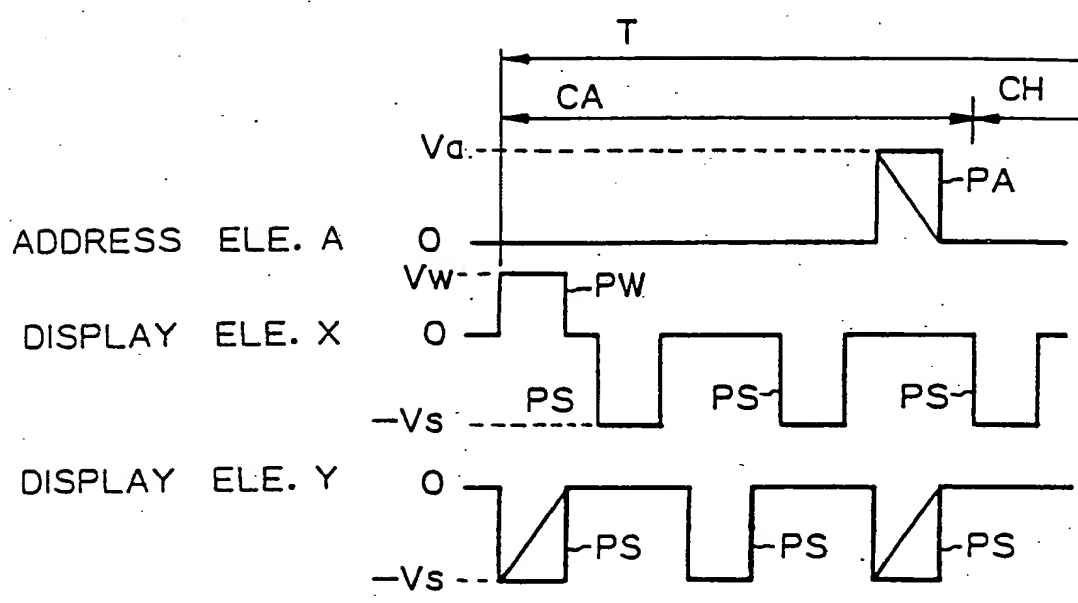 T
CA
CH
Va
PA
ADDRESS ELE. A 0
Vw
PW
DISPLAY ELE. X 0
PS PS PS
-Vs
DISPLAY ELE. Y 0
PS PS PS
-Vs